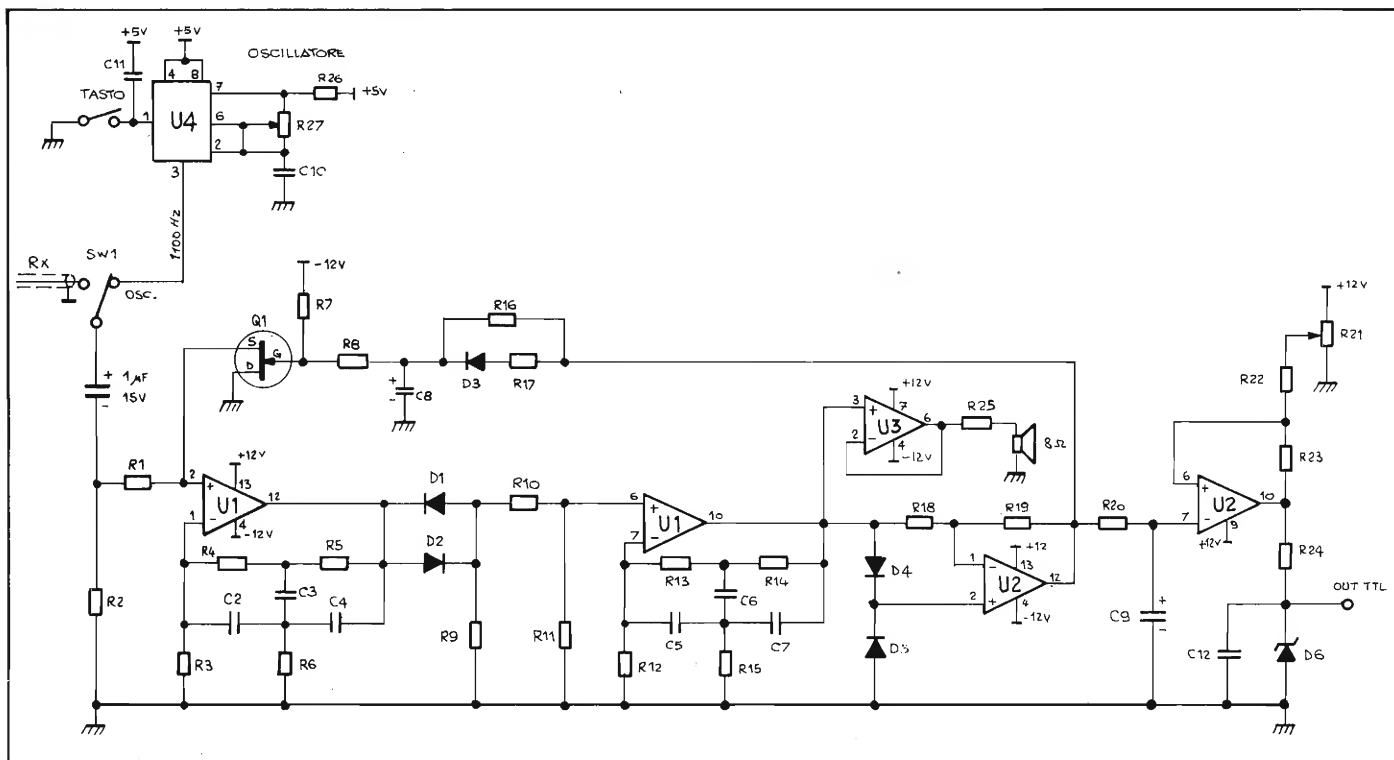 +5V +5V
C11 4 8 OSCILLATORE
TASTO 7 R26 +5V
1 U4 6 R27
2
3 C10
1100 Hz
Rx SW1
OSC.
-12V
R7
R16
+12V
Q1
S
G
D
R8
D3 R17
C8
R21
R22
1 µF
15V
+ -
+12V
3 + 7 6 R25
U3
2 - 4 8Ω
-12V
R23
R1
2 + 13 12
U1
1 - 4
+12V
-12V
D1
R10
6 + 10
U1
7 -
R18 R19 R20
6 + 10
U2
7 - 9
+12V
R4 R5 D2
C3
C2 C4
R13 R14
C6
C5 C7
D4
+12
1 - 13 12
U2
2 + 4
-12V
R24
OUT TTL
R2
R3 R6 R9 R11 R12 R15 D5 C9 C12 D6